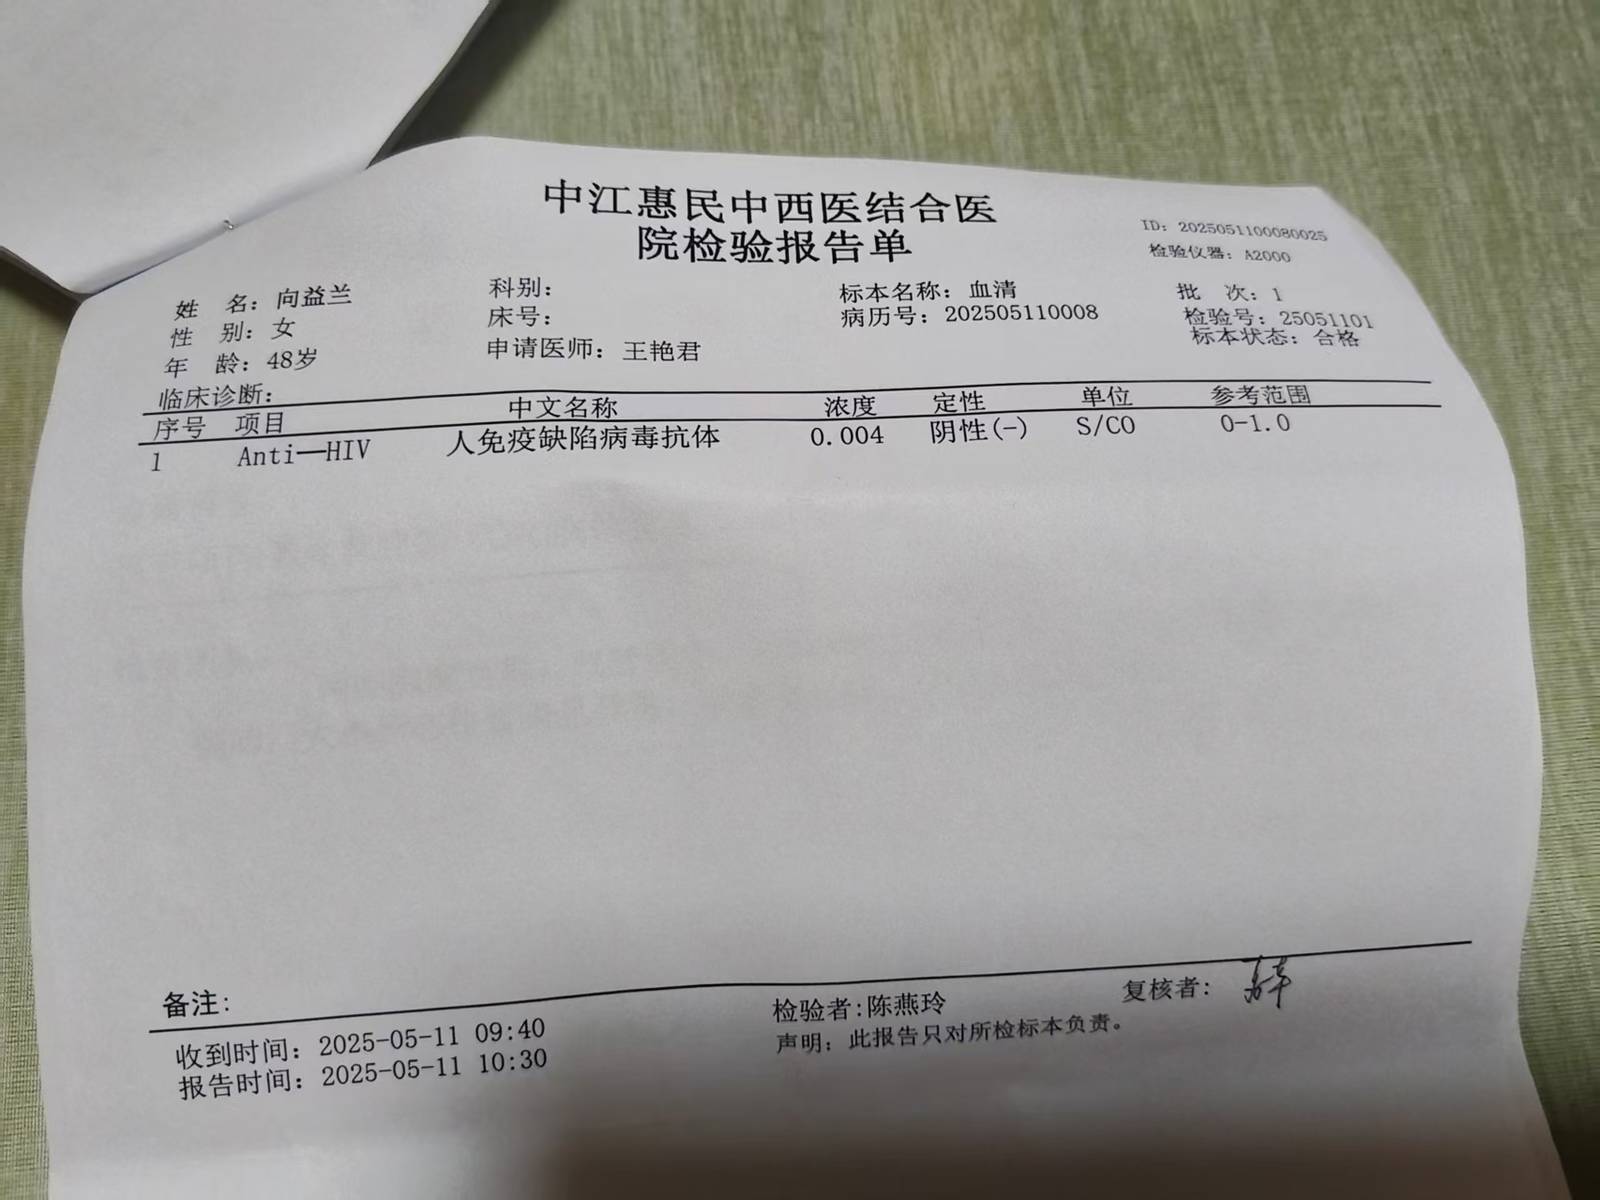 中江惠民中西医结合医
院检验报告单
ID: 2025051100080025
检验仪器: A2000
姓 名: 向益兰
科别:
标本名称: 血清
批 次: 1
性 别: 女
床号:
病历号: 202505110008
检验号: 25051101
年 龄: 48岁
申请医师: 王艳君
标本状态: 合格
临床诊断:
序号 项目 中文名称 浓度 定性 单位 参考范围
1 Anti—HIV 人免疫缺陷病毒抗体 0.004 阴性(-) S/CO 0-1.0
备注:
检验者:陈燕玲
复核者:
收到时间: 2025-05-11 09:40
声明: 此报告只对所检标本负责。
报告时间: 2025-05-11 10:30